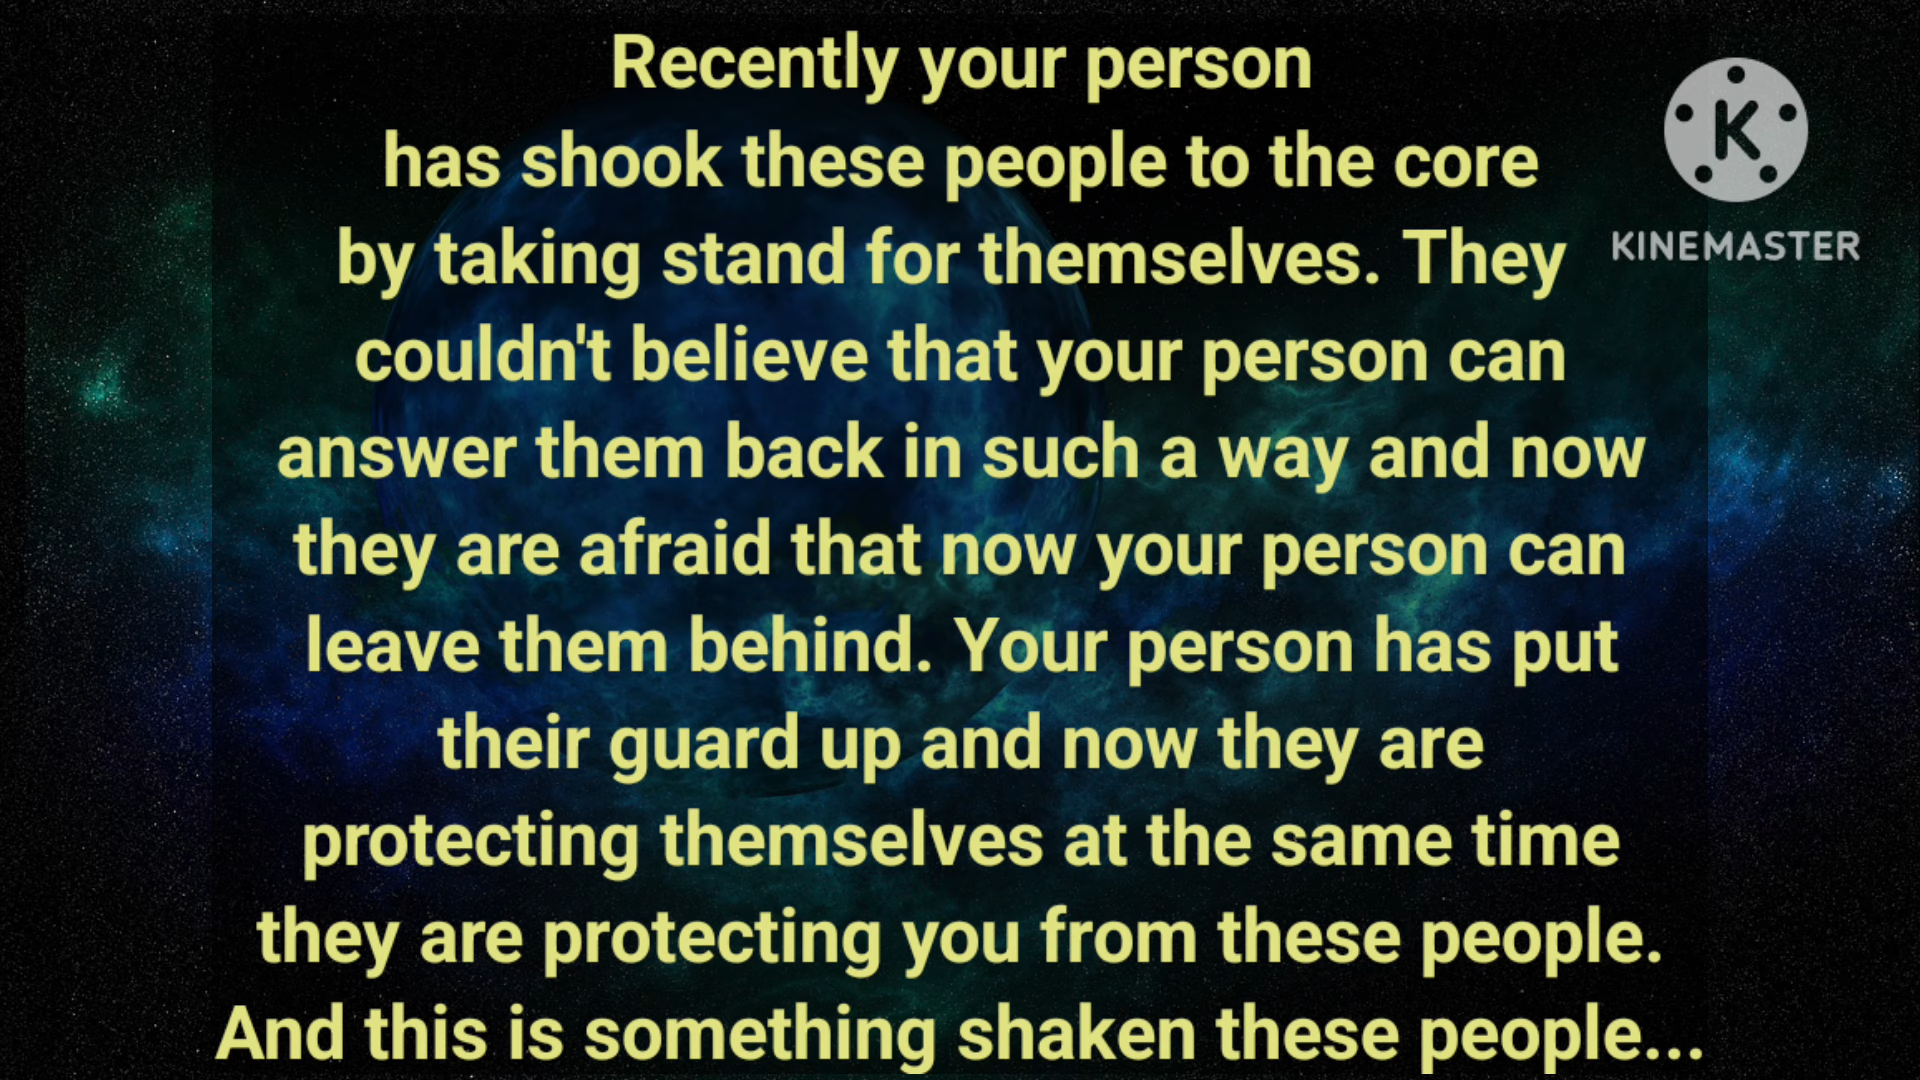 Recently your person
has shook these people to the core
by taking stand for themselves. They
couldn't believe that your person can
answer them back in such a way and now
they are afraid that now your person can
leave them behind. Your person has put
their guard up and now they are
protecting themselves at the same time
they are protecting you from these people.
And this is something shaken these people...
K
KINEMASTER